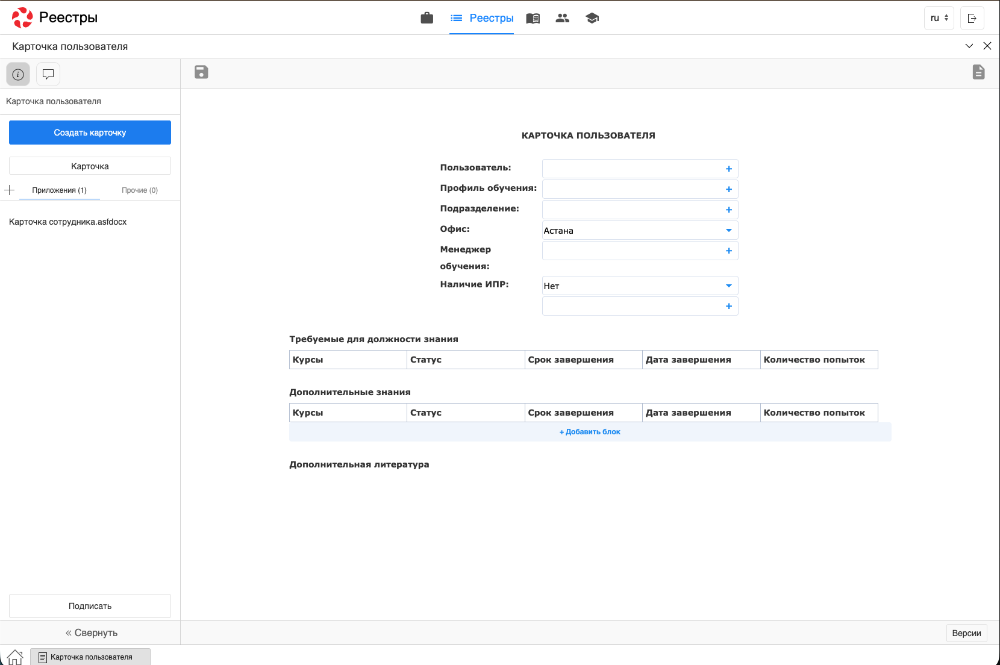 Реестры
Реестры
ru
Карточка пользователя
Карточка пользователя
Создать карточку
Карточка
Приложения (1)
Прочие (0)
Карточка сотрудника.asfdocx
КАРТОЧКА ПОЛЬЗОВАТЕЛЯ
Пользователь:
+
Профиль обучения:
+
Подразделение:
+
Офис:
Астана
Менеджер
обучения:
+
Наличие ИПР:
Нет
+
Требуемые для должности знания
Курсы Статус Срок завершения Дата завершения Количество попыток
Дополнительные знания
Курсы Статус Срок завершения Дата завершения Количество попыток
+ Добавить блок
Дополнительная литература
Подписать
« Свернуть
Версии
Карточка пользователя